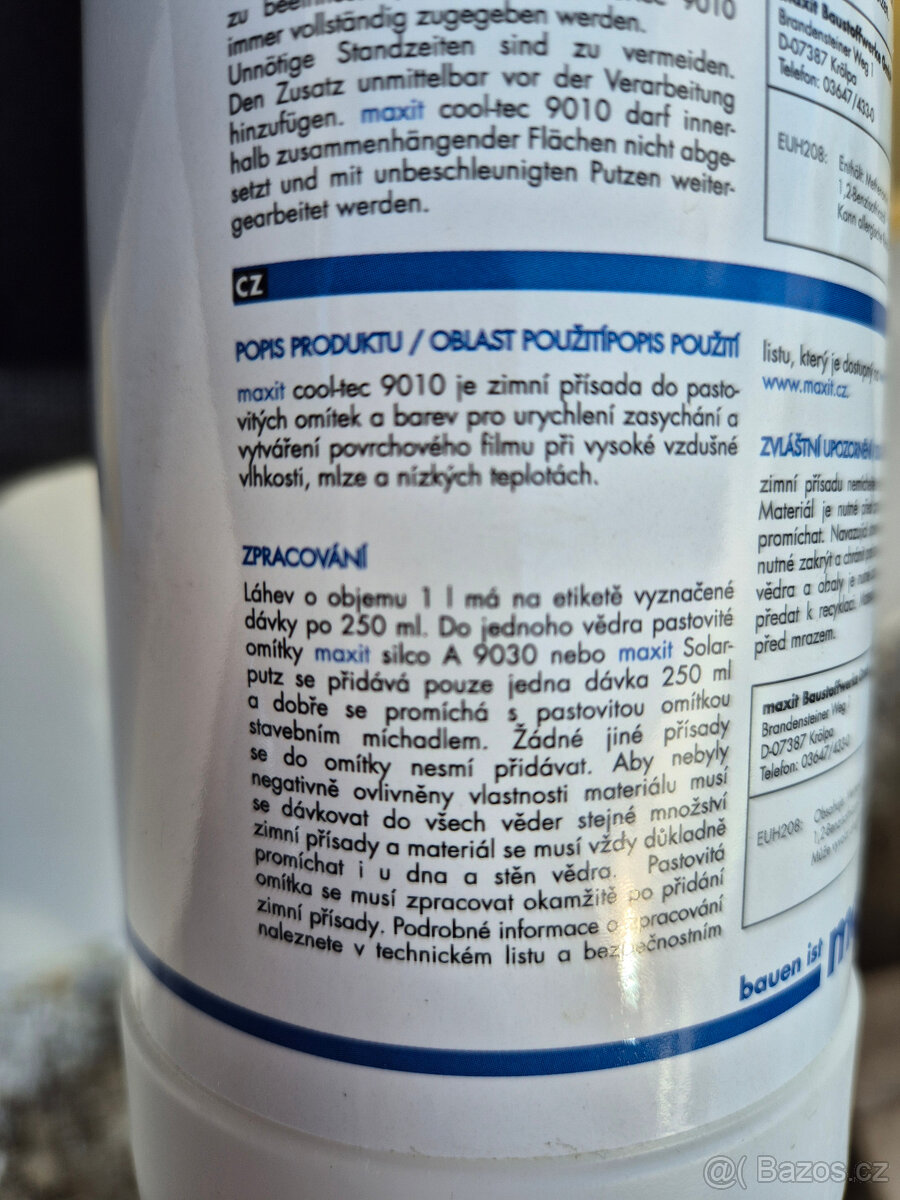 immer vollständig zugegeben werden. 9010
Unnötige Standzeiten sind zu vermeiden.
Den Zusatz unmittelbar vor der Verarbeitung
hinzufügen. maxit cool-tec 9010 darf inner-
halb zusammenhängender Flächen nicht abge-
setzt und mit unbeschleunigten Putzen weiter-
gearbeitet werden.
maxit Baustoffwerke
Brandensteiner Weg 1
D-07387 Krölpa
Telefon: 03647/433-0
EUH208:
CZ
POPIS PRODUKTU / OBLAST POUŽITÍPOPIS POUŽITÍ
maxit cool-tec 9010 je zimní přísada do pasto-
vitých omítek a barev pro urychlení zasychání a
vytváření povrchového filmu při vysoké vzdušné
vlhkosti, mlze a nízkých teplotách.
ZPRACOVÁNÍ
Láhev o objemu 1 l má na etiketě vyznačené
dávky po 250 ml. Do jednoho vědra pastovité
omítky maxit silco A 9030 nebo maxit Solar-
putz se přidává pouze jedna dávka 250 ml
a dobře se promíchá s pastovitou omítkou
stavebním míchadlem. Žádné jiné přísady
se do omítky nesmí přidávat. Aby nebyly
negativně ovlivněny vlastnosti materiálu musí
se dávkovat do všech věder stejné množství
zimní přísady a materiál se musí vždy důkladně
promíchat i u dna a stěn vědra. Pastovitá
omítka se musí zpracovat okamžitě po přidání
zimní přísady. Podrobné informace o zpracování
naleznete v technickém listu a bezpečnostním
listu, který je dostupný
www.maxit.cz.
ZVLÁŠTNÍ
zimní přísadu
Materiál je nutné
promíchat.
nutné zakrýt a
vědra a obaly je
předat k recyklaci.
před mrazem.
maxit Baustoffwerke
Brandensteiner Weg 1
D-07387 Krölpa
Telefon: 03647/433-0
EUH208:
bauen ist
@( Bazos.cz